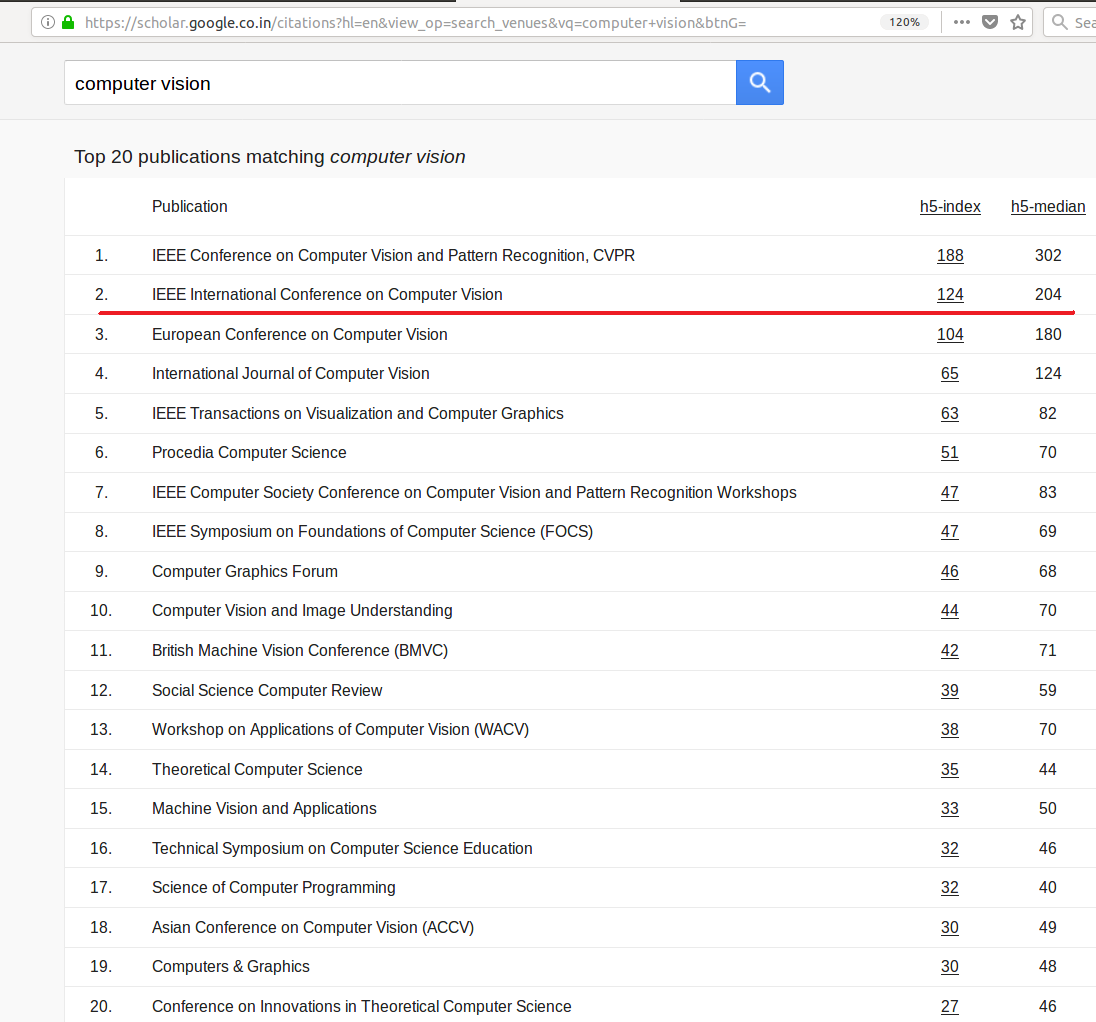 https://scholar.google.co.in/citations?hl=en&view_op=search_venues&vq=computer+vision&btnG= 120% ••• Sea
computer vision
Top 20 publications matching computer vision
Publication h5-index h5-median
1. IEEE Conference on Computer Vision and Pattern Recognition, CVPR 188 302
2. IEEE International Conference on Computer Vision 124 204
3. European Conference on Computer Vision 104 180
4. International Journal of Computer Vision 65 124
5. IEEE Transactions on Visualization and Computer Graphics 63 82
6. Procedia Computer Science 51 70
7. IEEE Computer Society Conference on Computer Vision and Pattern Recognition Workshops 47 83
8. IEEE Symposium on Foundations of Computer Science (FOCS) 47 69
9. Computer Graphics Forum 46 68
10. Computer Vision and Image Understanding 44 70
11. British Machine Vision Conference (BMVC) 42 71
12. Social Science Computer Review 39 59
13. Workshop on Applications of Computer Vision (WACV) 38 70
14. Theoretical Computer Science 35 44
15. Machine Vision and Applications 33 50
16. Technical Symposium on Computer Science Education 32 46
17. Science of Computer Programming 32 40
18. Asian Conference on Computer Vision (ACCV) 30 49
19. Computers & Graphics 30 48
20. Conference on Innovations in Theoretical Computer Science 27 46